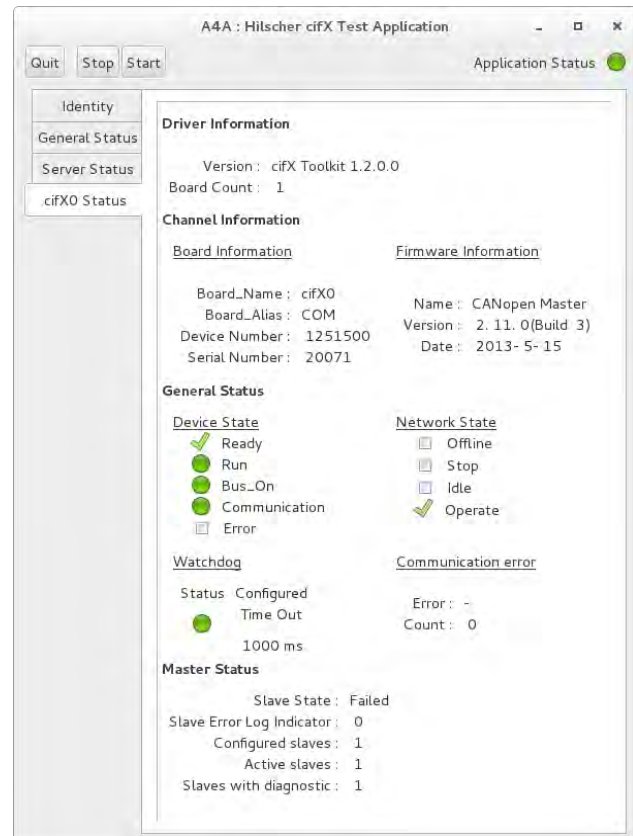 A4A : Hilscher cifX Test Application
Quit Stop Start Application Status
Identity
General Status
Server Status
cifX0 Status
Driver Information
Version : cifX Toolkit 1.2.0.0
Board Count : 1
Channel Information
Board Information Firmware Information
Board_Name : cifX0
Board_Alias : COM
Device Number : 1251500
Serial Number : 20071
Name : CANopen Master
Version : 2. 11. 0(Build 3)
Date : 2013- 5- 15
General Status
Device State
Ready
Run
Bus_On
Communication
Error
Network State
Offline
Stop
Idle
Operate
Watchdog
Status Configured
Time Out
1000 ms
Communication error
Error : -
Count : 0
Master Status
Slave State : Failed
Slave Error Log Indicator : 0
Configured slaves : 1
Active slaves : 1
Slaves with diagnostic : 1